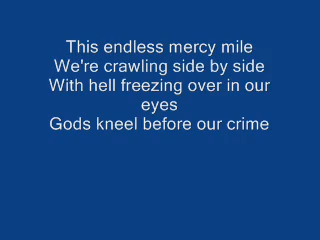 This endless mercy mile
We're crawling side by side
With hell freezing over in our
eyes
Gods kneel before our crime